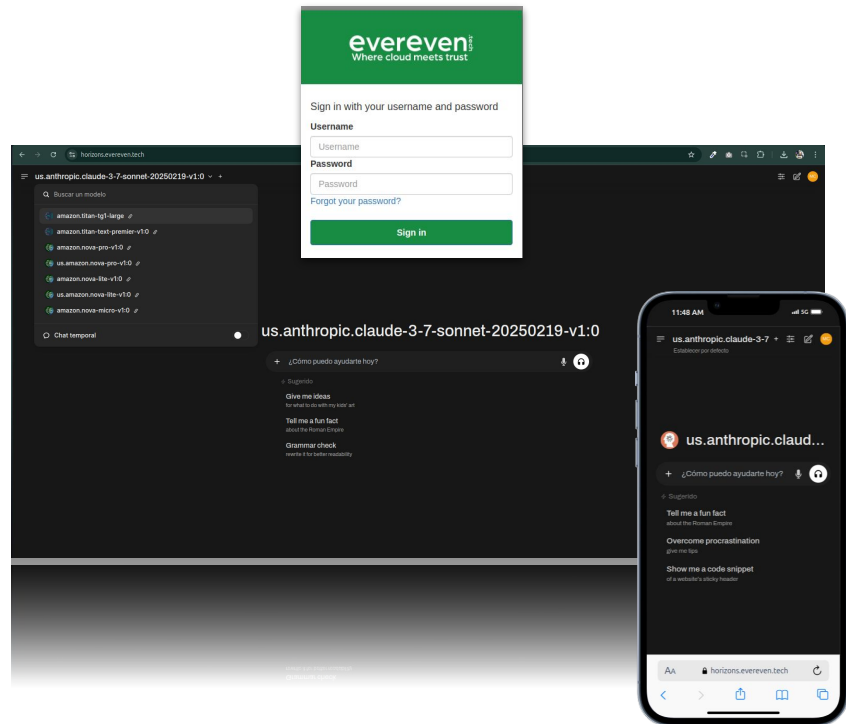 evereven
.tech
Where cloud meets trust
Sign in with your username and password
Username
Username
Password
Password
Forgot your password?
Sign in
horizons.evereven.tech
us.anthropic.claude-3-7-sonnet-20250219-v1:0
Buscar un modelo
amazon.titan-tg1-large
amazon.titan-text-premier-v1:0
amazon.nova-pro-v1:0
us.amazon.nova-pro-v1:0
amazon.nova-lite-v1:0
us.amazon.nova-lite-v1:0
amazon.nova-micro-v1:0
Chat temporal
us.anthropic.claude-3-7-sonnet-20250219-v1:0
¿Cómo puedo ayudarte hoy?
Sugerido
Give me ideas
for what to do with my kids' art
Tell me a fun fact
about the Roman Empire
Grammar check
rewrite it for better readability
11:48 AM
5G
us.anthropic.claude-3-7
Establecer por defecto
us.anthropic.claud...
¿Cómo puedo ayudarte hoy?
Sugerido
Tell me a fun fact
about the Roman Empire
Overcome procrastination
give me tips
Show me a code snippet
of a website's sticky header
AA
horizons.evereven.tech